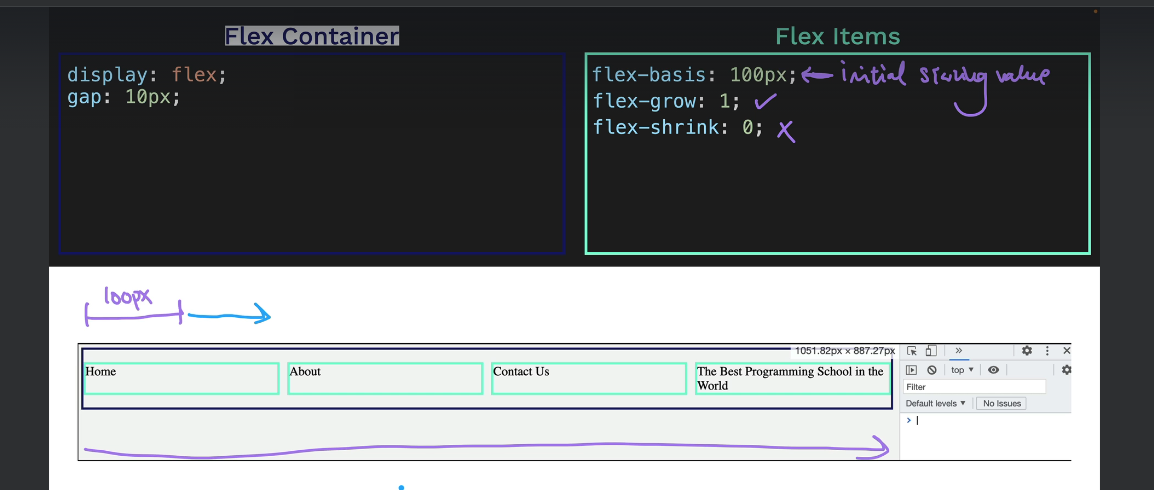 Flex Container
Flex Items
display: flex;
gap: 10px;
flex-basis: 100px; ← initial starting value
flex-grow: 1; ✓
flex-shrink: 0; X
100px
1051.82px × 887.27px
Home
About
Contact Us
The Best Programming School in the
World
top ▼
Filter
Default levels ▼
No Issues